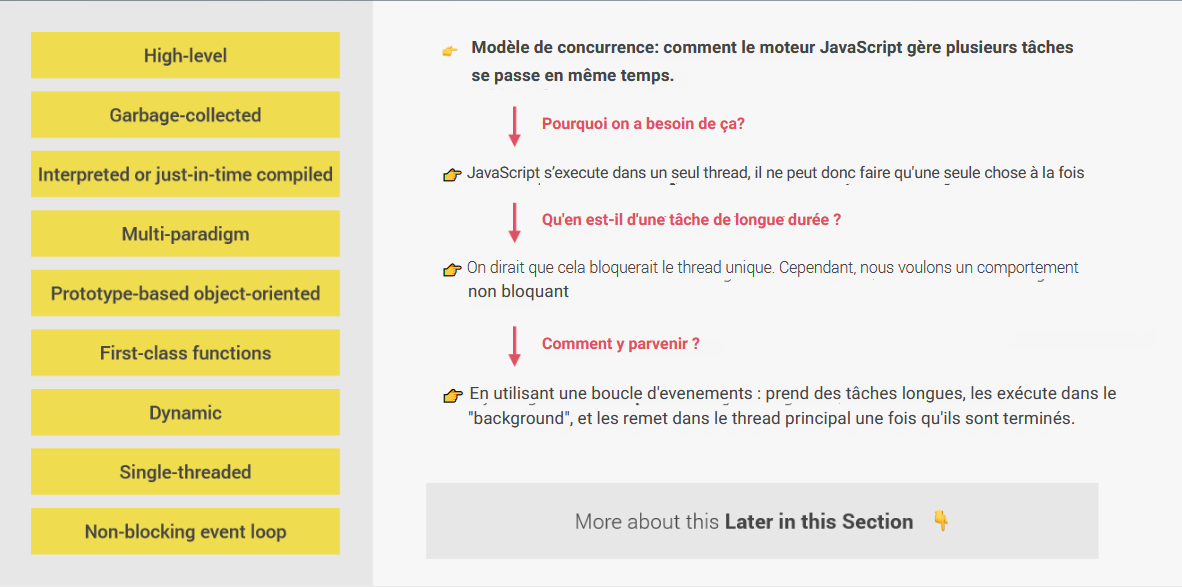 High-level
Garbage-collected
Interpreted or just-in-time compiled
Multi-paradigm
Prototype-based object-oriented
First-class functions
Dynamic
Single-threaded
Non-blocking event loop
Modèle de concurrence: comment le moteur JavaScript gère plusieurs tâches
se passe en même temps.
Pourquoi on a besoin de ça?
JavaScript s'execute dans un seul thread, il ne peut donc faire qu'une seule chose à la fois
Qu'en est-il d'une tâche de longue durée ?
On dirait que cela bloquerait le thread unique. Cependant, nous voulons un comportement
non bloquant
Comment y parvenir ?
En utilisant une boucle d'evenements : prend des tâches longues, les exécute dans le
"background", et les remet dans le thread principal une fois qu'ils sont terminés.
More about this Later in this Section